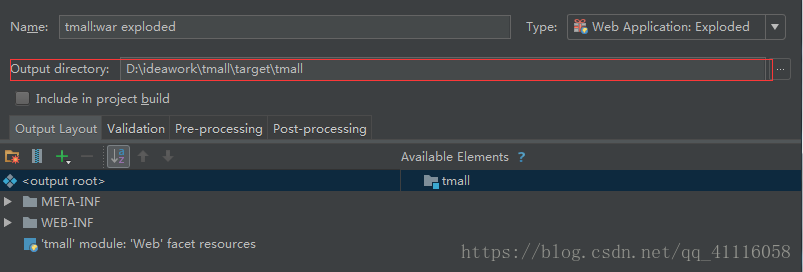 Name: tmall:war exploded Type: Web Application: Exploded
Output directory: D:\ideawork\tmall\target\tmall ...
Include in project build
Output Layout Validation Pre-processing Post-processing
Available Elements ?
<output root> tmall
META-INF
WEB-INF
'tmall' module: 'Web' facet resources
https://blog.csdn.net/qq_41116058